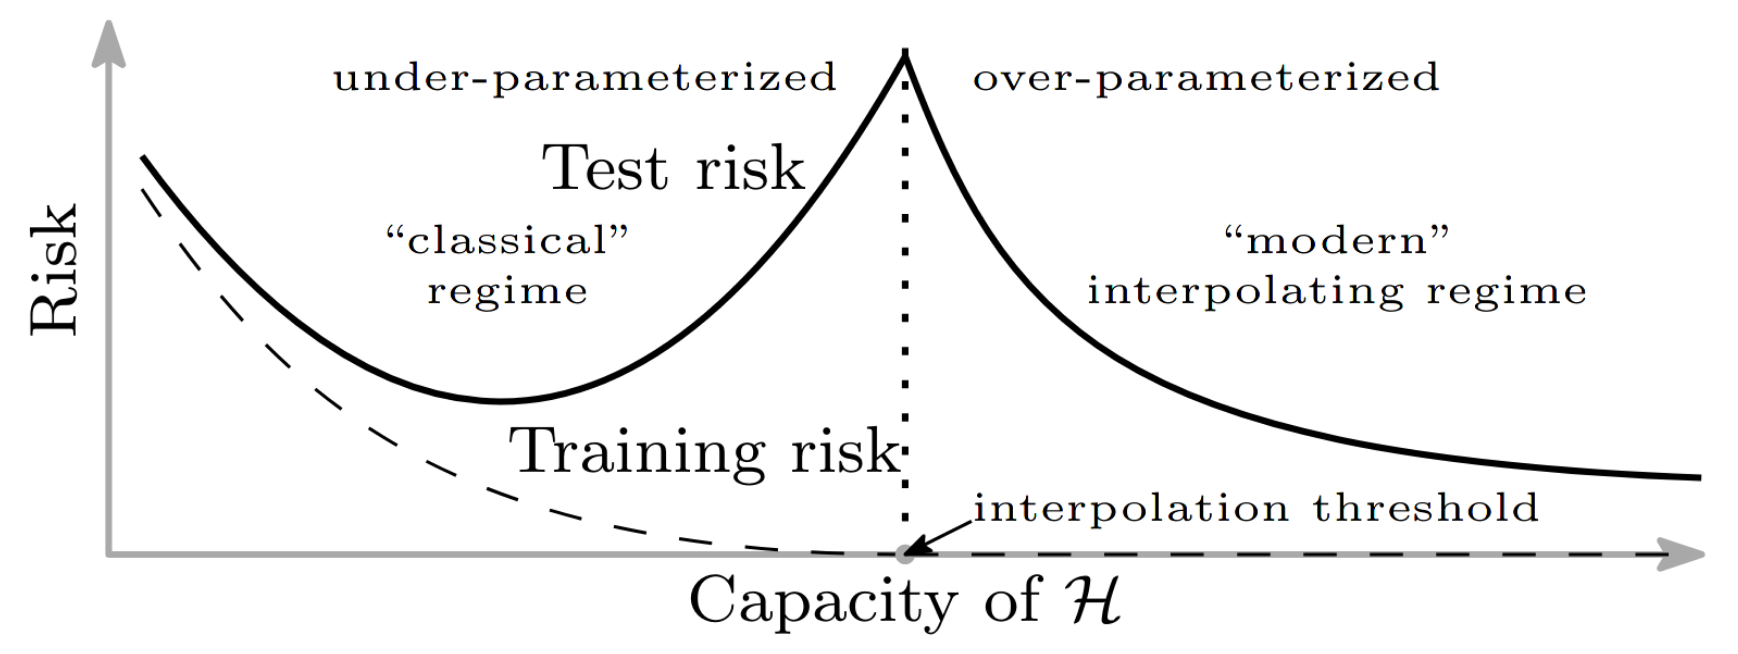 under-parameterized
over-parameterized
Test risk
“classical”
regime
“modern”
interpolating regime
Risk
Training risk
interpolation threshold
Capacity of ℋ